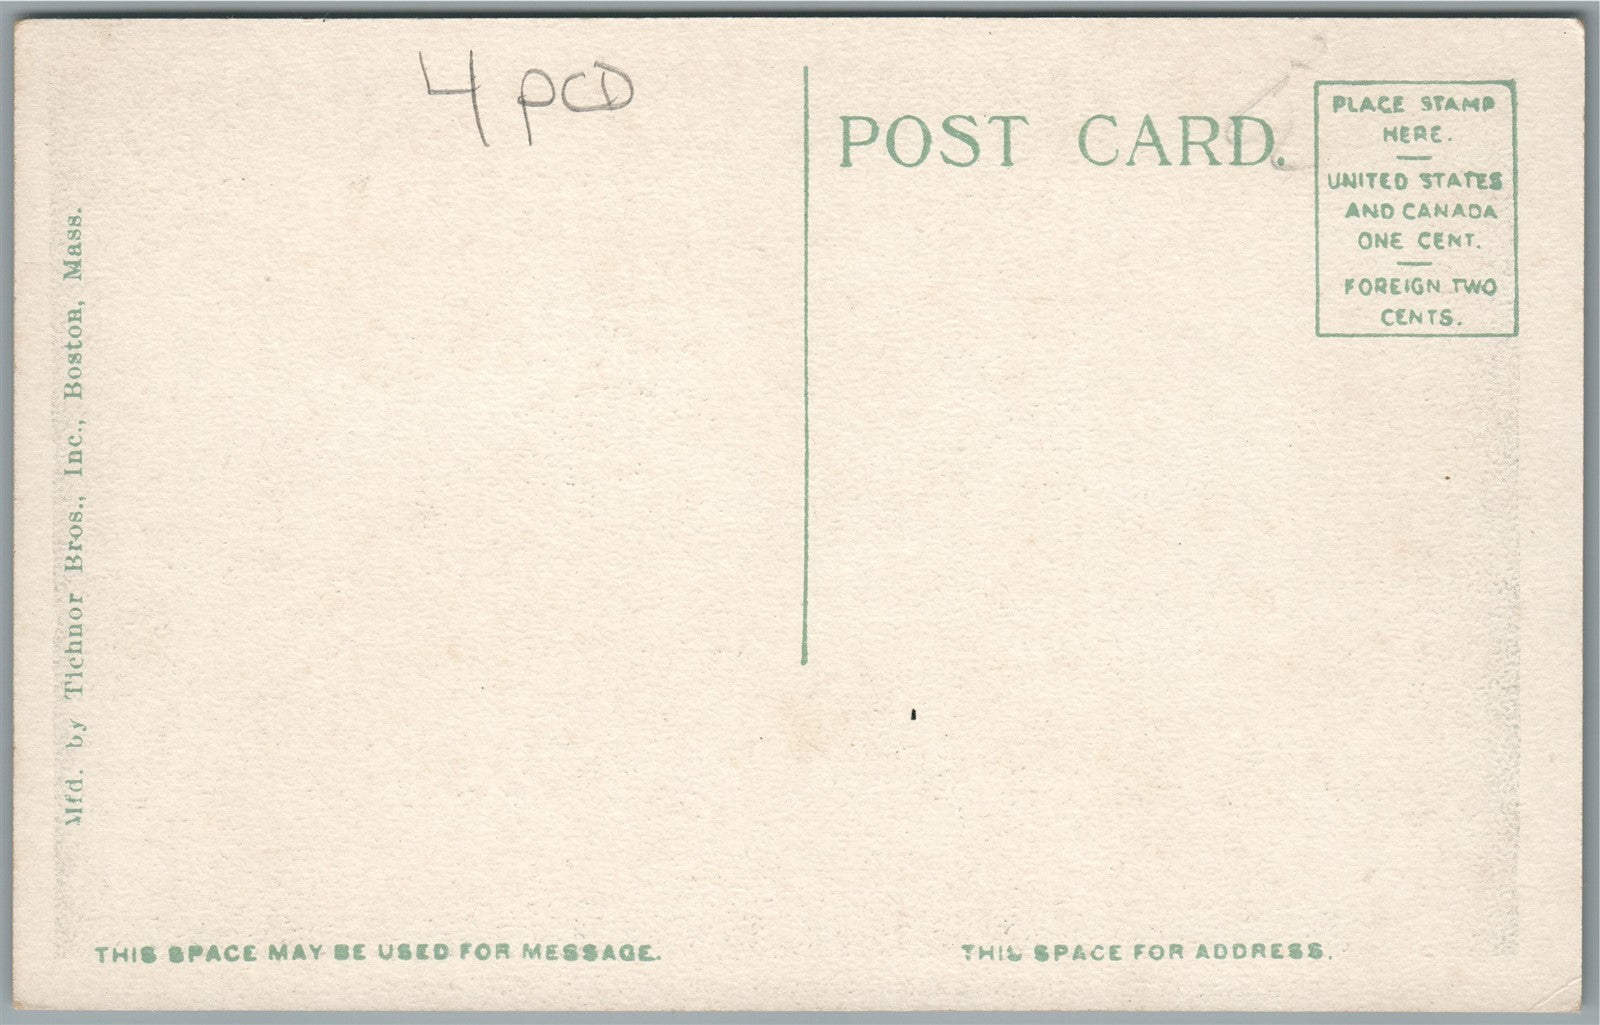 4 PCD
POST CARD.
PLACE STAMP
HERE.
UNITED STATES
AND CANADA
ONE CENT.
FOREIGN TWO
CENTS.
Mfd. by Tichnor Bros., Inc., Boston, Mass.
THIS SPACE MAY BE USED FOR MESSAGE.
THIS SPACE FOR ADDRESS.